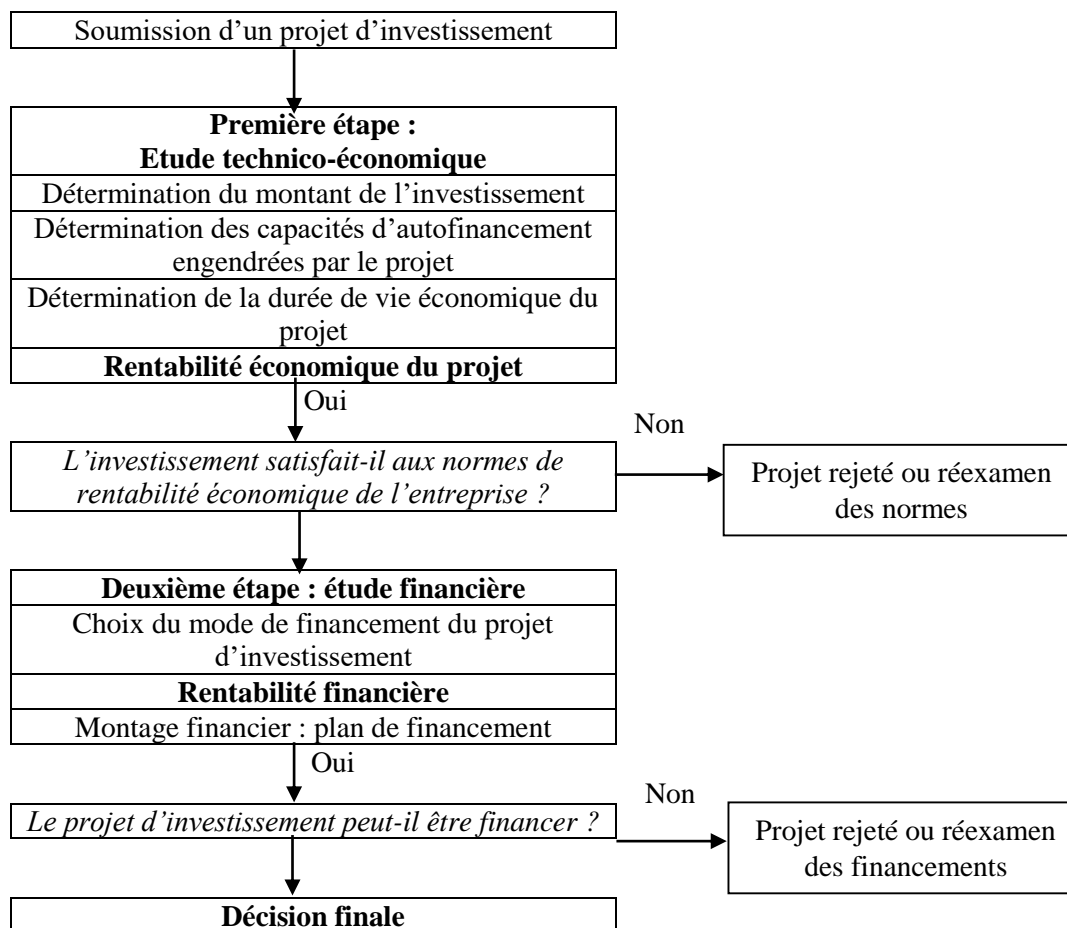 Soumission d’un projet d’investissement
Première étape :
Etude technico-économique
Détermination du montant de l’investissement
Détermination des capacités d’autofinancement
engendrées par le projet
Détermination de la durée de vie économique du
projet
Rentabilité économique du projet
Oui
Non
L’investissement satisfait-il aux normes de
rentabilité économique de l’entreprise ?
Projet rejeté ou réexamen
des normes
Deuxième étape : étude financière
Choix du mode de financement du projet
d’investissement
Rentabilité financière
Montage financier : plan de financement
Oui
Non
Le projet d’investissement peut-il être financer ?
Projet rejeté ou réexamen
des financements
Décision finale